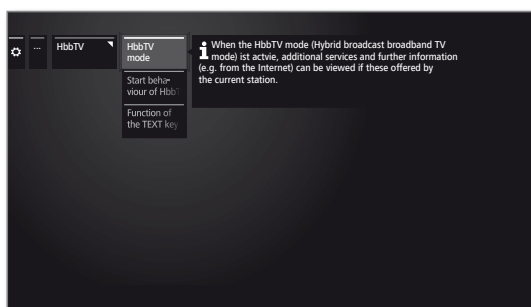 ... HbbTV HbbTV
mode
Start beha-
viour of HbbT
Function of
the TEXT key
When the HbbTV mode (Hybrid broadcast broadband TV
mode) ist actvie, additional services and further information
(e.g. from the Internet) can be viewed if these offered by
the current station.